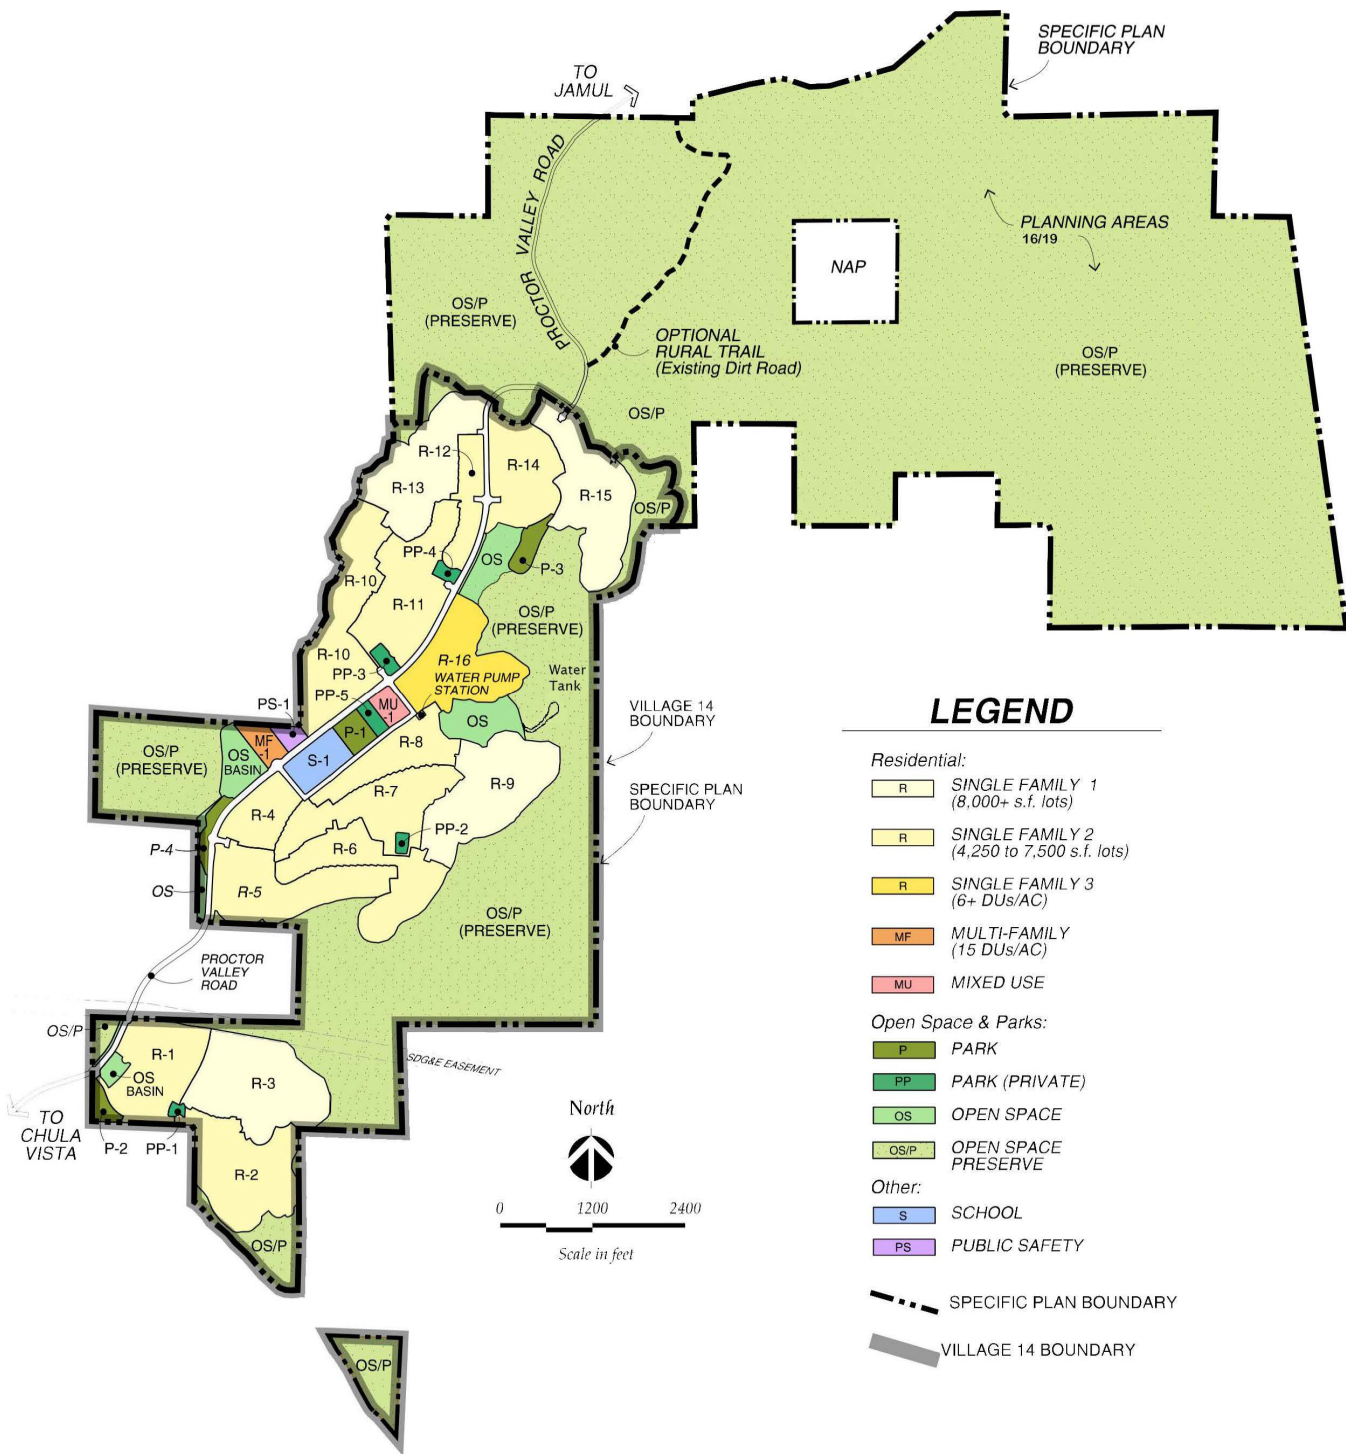 SPECIFIC PLAN
BOUNDARY
TO
JAMUL
PROCTOR VALLEY ROAD
PLANNING AREAS
16/19
NAP
OS/P
(PRESERVE)
OPTIONAL
RURAL TRAIL
(Existing Dirt Road)
OS/P
(PRESERVE)
OS/P
R-12
R-14
R-13
R-15
OS/P
PP-4
OS
P-3
R-10
R-11
OS/P
(PRESERVE)
R-10
R-16
PP-3
WATER PUMP
STATION
Water
Tank
PP-5
PS-1
MU
-1
VILLAGE 14
BOUNDARY
OS
P-1
R-8
MF
-1
OS
BASIN
OS/P
(PRESERVE)
S-1
R-9
R-7
SPECIFIC PLAN
BOUNDARY
R-4
PP-2
P-4
R-6
OS
R-5
OS/P
(PRESERVE)
PROCTOR
VALLEY
ROAD
OS/P
R-1
SDG&E EASEMENT
OS
BASIN
R-3
TO
CHULA
VISTA
P-2
PP-1
R-2
OS/P
OS/P
North
0
1200
2400
Scale in feet
LEGEND
Residential:
R
SINGLE FAMILY 1
(8,000+ s.f. lots)
R
SINGLE FAMILY 2
(4,250 to 7,500 s.f. lots)
R
SINGLE FAMILY 3
(6+ DUs/AC)
MF
MULTI-FAMILY
(15 DUs/AC)
MU
MIXED USE
Open Space & Parks:
P
PARK
PP
PARK (PRIVATE)
OS
OPEN SPACE
OS/P
OPEN SPACE
PRESERVE
Other:
S
SCHOOL
PS
PUBLIC SAFETY
SPECIFIC PLAN BOUNDARY
VILLAGE 14 BOUNDARY